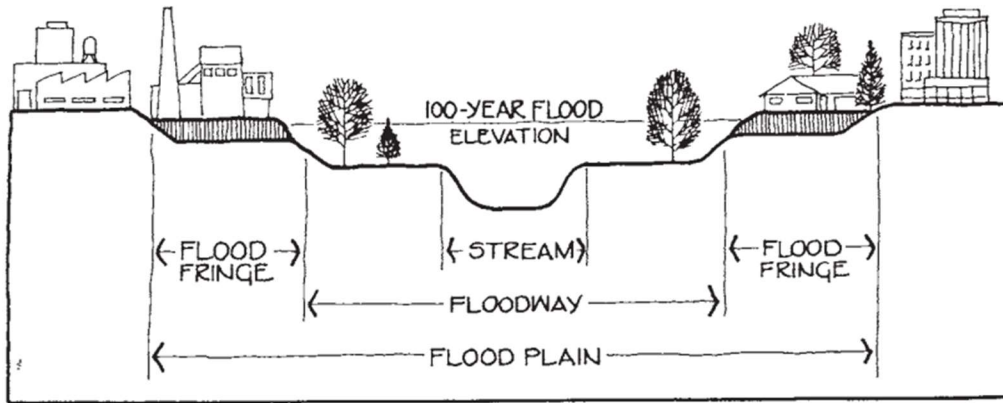 100-YEAR FLOOD
ELEVATION
FLOOD
FRINGE
STREAM
FLOOD
FRINGE
FLOODWAY
FLOOD PLAIN